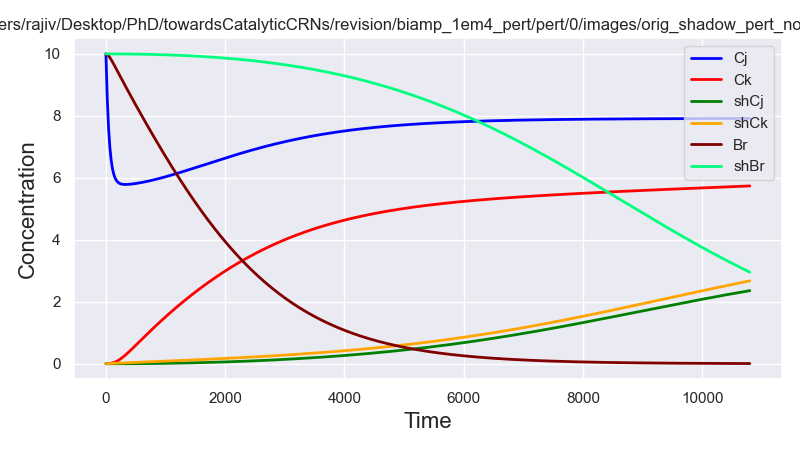 ers/rajiv/Desktop/PhD/towardsCatalyticCRNs/revision/biamp_1em4_pert/pert/0/images/orig_shadow_pert_no
10
8
6
4
2
0
Concentration
Cj
Ck
shCj
shCk
Br
shBr
0 2000 4000 6000 8000 10000
Time